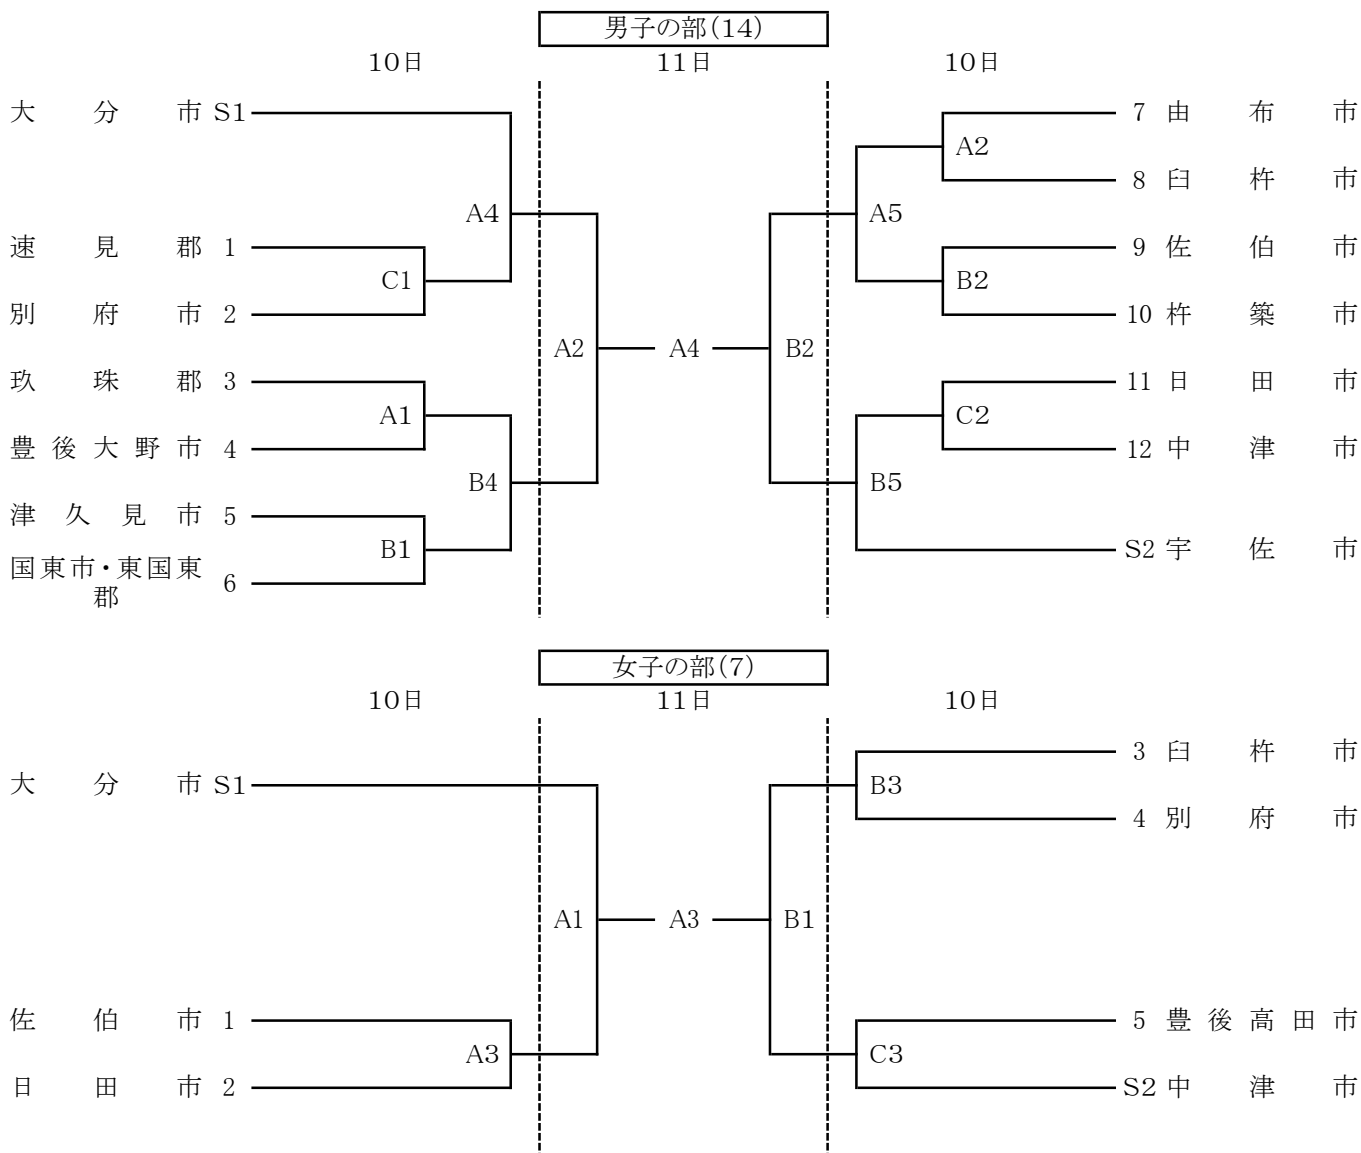 男子の部(14)
10日 11日 10日
大分市 S1
7 由布市
A2
8 臼杵市
A4
A5
速見郡 1
9 佐伯市
C1
B2
別府市 2
10 杵築市
A2 A4 B2
玖珠郡 3
11 日田市
A1
C2
豊後大野市 4
12 中津市
B4
B5
津久見市 5
B1
S2 宇佐市
国東市・東国東
郡
6
女子の部(7)
10日 11日 10日
3 臼杵市
大分市 S1
B3
4 別府市
A1 A3 B1
佐伯市 1
5 豊後高田市
A3
C3
日田市 2
S2 中津市